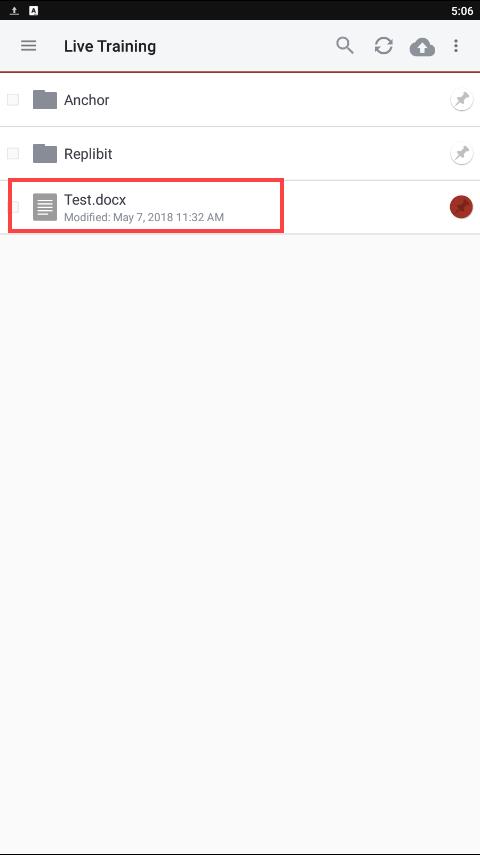 A
5:06
Live Training
Anchor
Replibit
Test.docx
Modified: May 7, 2018 11:32 AM